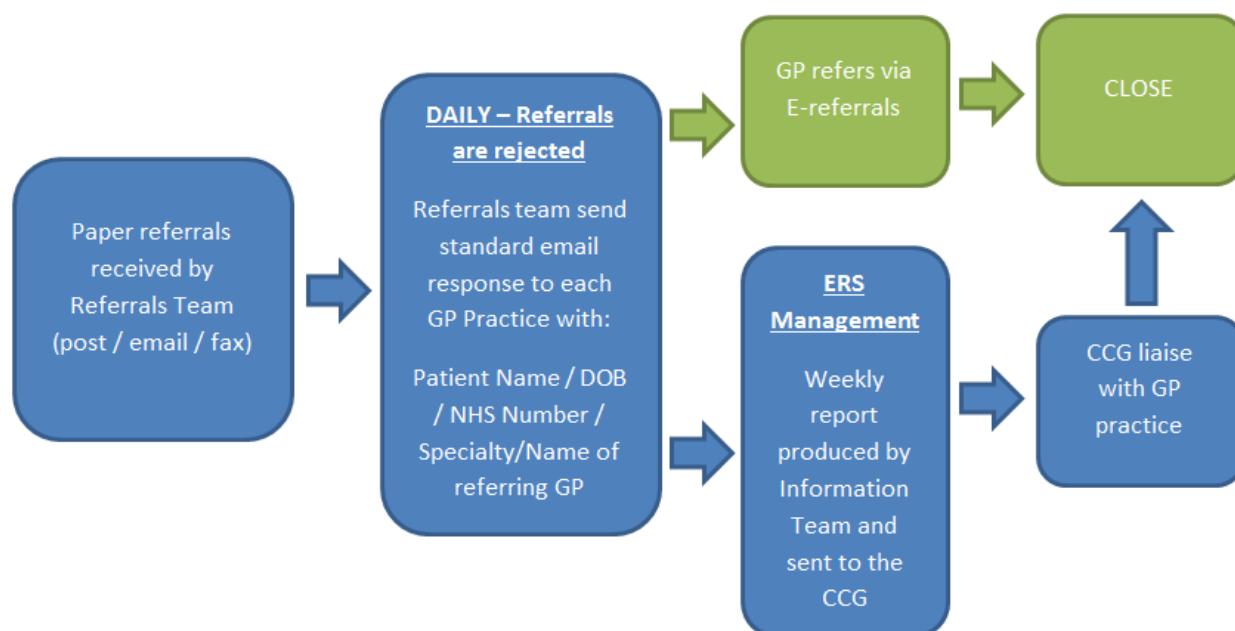 Paper referrals
received by
Referrals Team
(post / email / fax)
DAILY – Referrals
are rejected
Referrals team send
standard email
response to each
GP Practice with:
Patient Name / DOB
/ NHS Number /
Specialty/Name of
referring GP
GP refers via
E-referrals
CLOSE
ERS
Management
Weekly
report
produced by
Information
Team and
sent to the
CCG
CCG liaise
with GP
practice